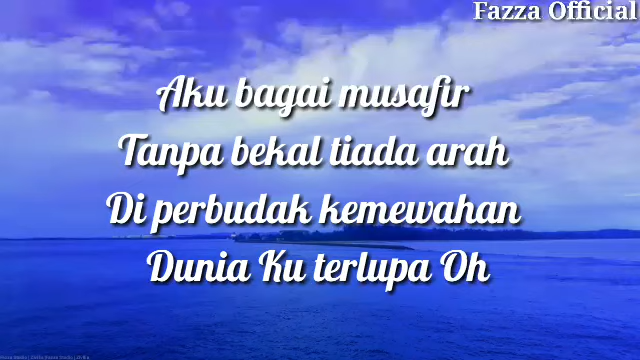 Fazza Official
Aku bagai musafir
Tanpa bekal tiada arah
Di perbudak kemewahan
Dunia Ku terlupa Oh